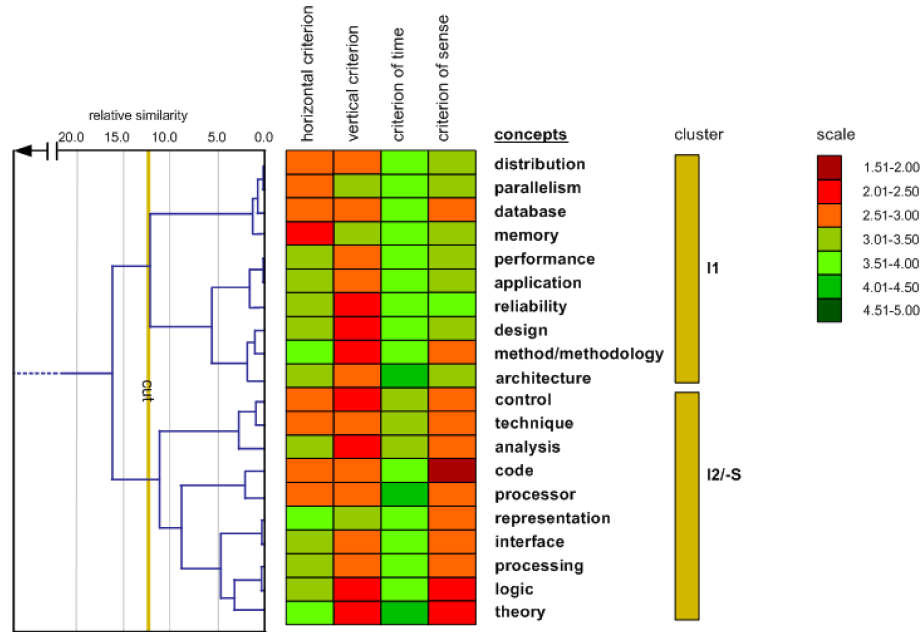 horizontal criterion
vertical criterion
criterion of time
criterion of sense
relative similarity
20.0 15.0 10.0 5.0 0.0
concepts
cluster
scale
distribution
parallelism
database
memory
performance
application
reliability
design
method/methodology
architecture
control
technique
analysis
code
processor
representation
interface
processing
logic
theory
cut
I1
I2/-S
1.51-2.00
2.01-2.50
2.51-3.00
3.01-3.50
3.51-4.00
4.01-4.50
4.51-5.00